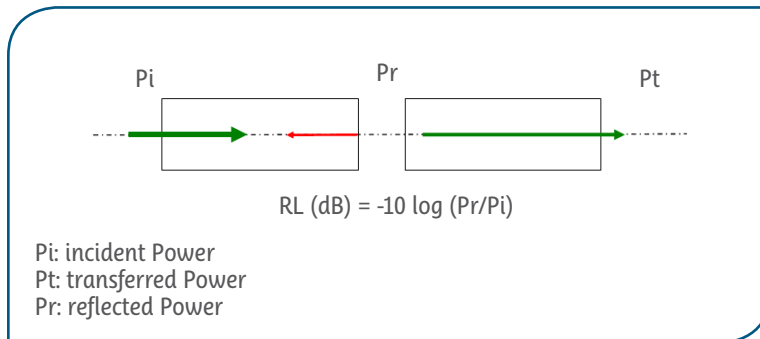 Pi
Pr
Pt
RL (dB) = -10 log (Pr/Pi)
Pi: incident Power
Pt: transferred Power
Pr: reflected Power